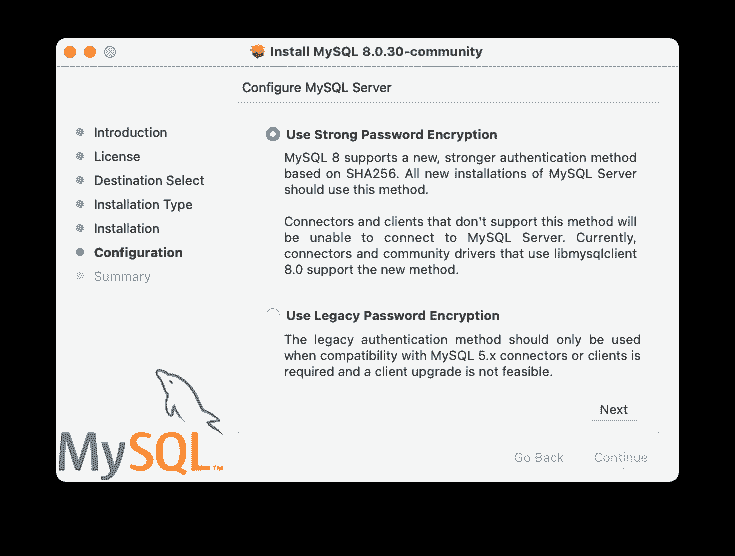 Install MySQL 8.0.30-community
Configure MySQL Server
Introduction
License
Destination Select
Installation Type
Installation
Configuration
Summary
Use Strong Password Encryption
MySQL 8 supports a new, stronger authentication method
based on SHA256. All new installations of MySQL Server
should use this method.
Connectors and clients that don't support this method will
be unable to connect to MySQL Server. Currently,
connectors and community drivers that use libmysqlclient
8.0 support the new method.
Use Legacy Password Encryption
The legacy authentication method should only be used
when compatibility with MySQL 5.x connectors or clients is
required and a client upgrade is not feasible.
Next
MySQL™
Go Back
Continue